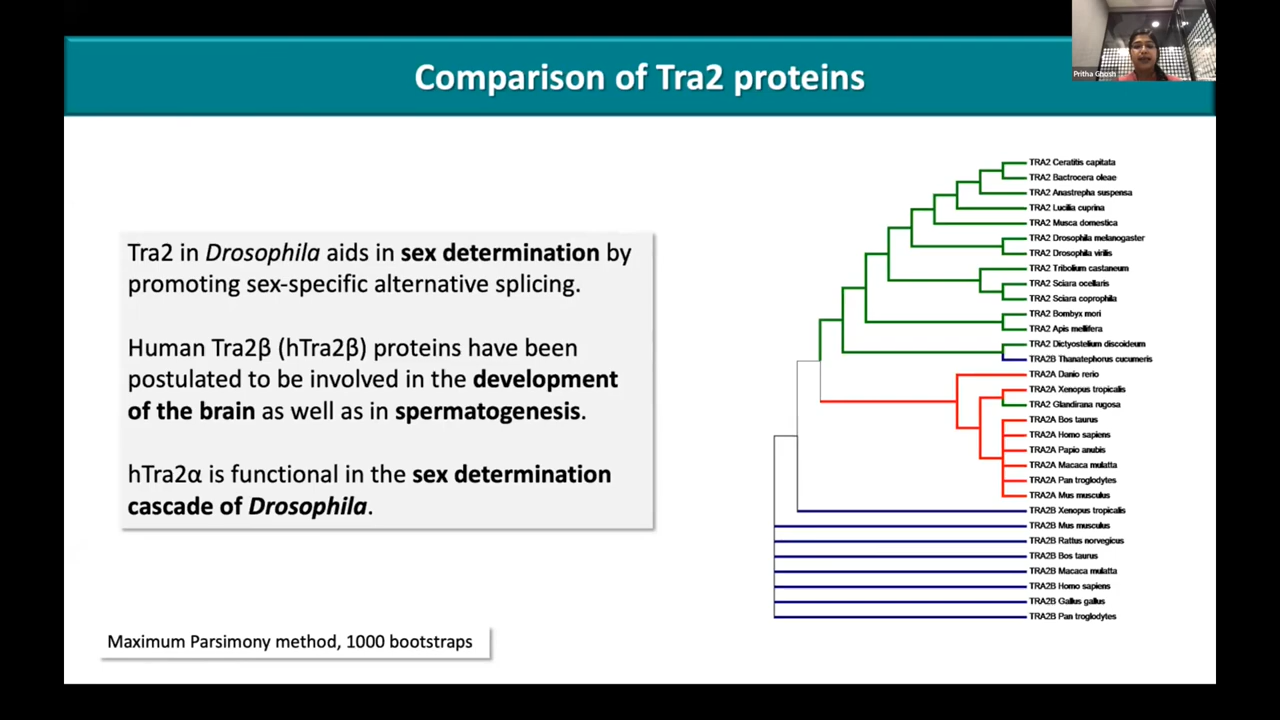 Comparison of Tra2 proteins
Pritha Ghosh
Tra2 in Drosophila aids in sex determination by
promoting sex-specific alternative splicing.
Human Tra2β (hTra2β) proteins have been
postulated to be involved in the development
of the brain as well as in spermatogenesis.
hTra2α is functional in the sex determination
cascade of Drosophila.
Maximum Parsimony method, 1000 bootstraps
TRA2 Ceratitis capitata
TRA2 Bactrocera oleae
TRA2 Anastrepha suspensa
TRA2 Lucilia cuprina
TRA2 Musca domestica
TRA2 Drosophila melanogaster
TRA2 Drosophila virilis
TRA2 Tribolium castaneum
TRA2 Sciara ocellaris
TRA2 Sciara coprophila
TRA2 Bombyx mori
TRA2 Apis mellifera
TRA2 Dictyostelium discoideum
TRA2B Thanatephorus cucumeris
TRA2A Danio rerio
TRA2A Xenopus tropicalis
TRA2 Glandirana rugosa
TRA2A Bos taurus
TRA2A Homo sapiens
TRA2A Papio anubis
TRA2A Macaca mulatta
TRA2A Pan troglodytes
TRA2A Mus musculus
TRA2B Xenopus tropicalis
TRA2B Mus musculus
TRA2B Rattus norvegicus
TRA2B Bos taurus
TRA2B Macaca mulatta
TRA2B Homo sapiens
TRA2B Gallus gallus
TRA2B Pan troglodytes